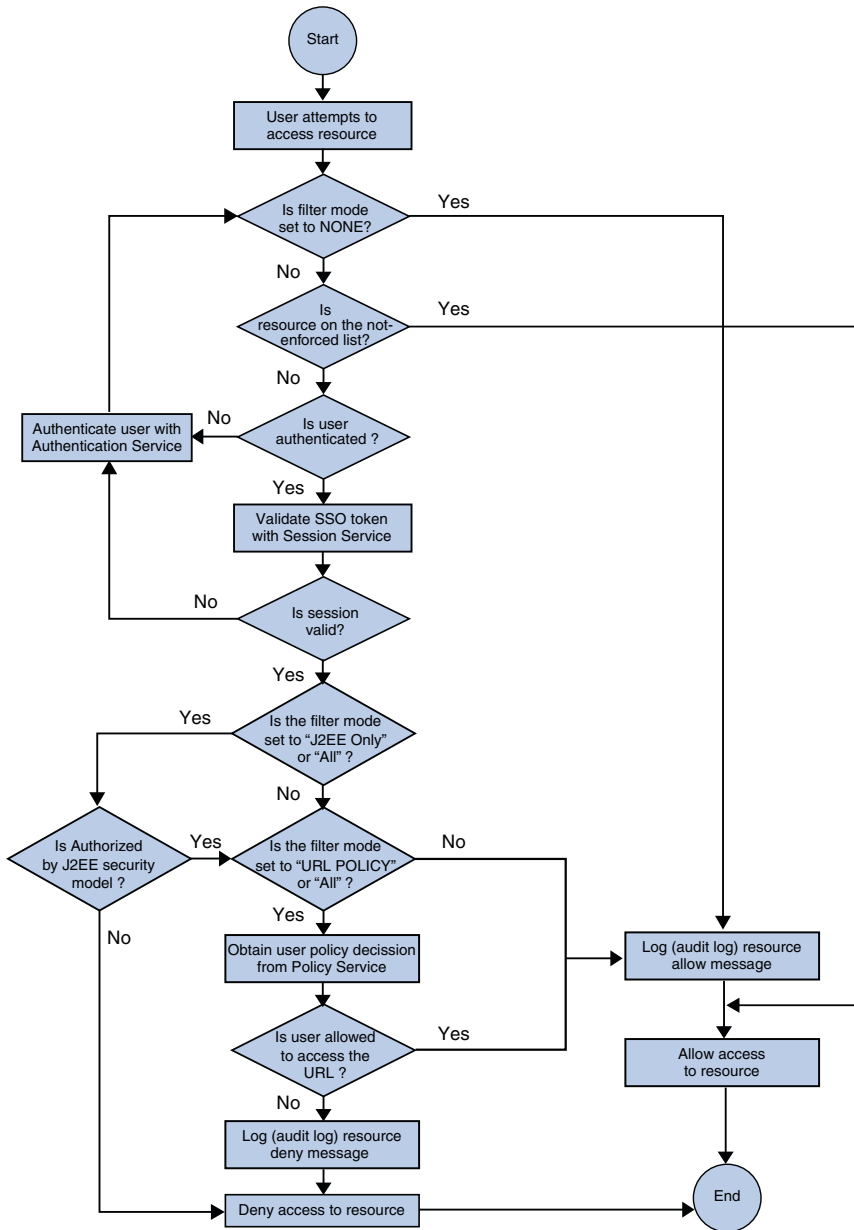 Start
User attempts to
access resource
Is filter mode
set to NONE?
Yes
No
Is
resource on the not-
enforced list?
Yes
No
Authenticate user with
Authentication Service
No
Is user
authenticated ?
Yes
Validate SSO token
with Session Service
No
Is session
valid?
Yes
Yes
Is the filter mode
set to “J2EE Only”
or “All” ?
No
Is Authorized
by J2EE security
model ?
Yes
Is the filter mode
set to “URL POLICY”
or “All” ?
No
Yes
No
Obtain user policy decission
from Policy Service
Log (audit log) resource
allow message
Is user allowed
to access the
URL ?
Yes
Allow access
to resource
No
Log (audit log) resource
deny message
Deny access to resource
End